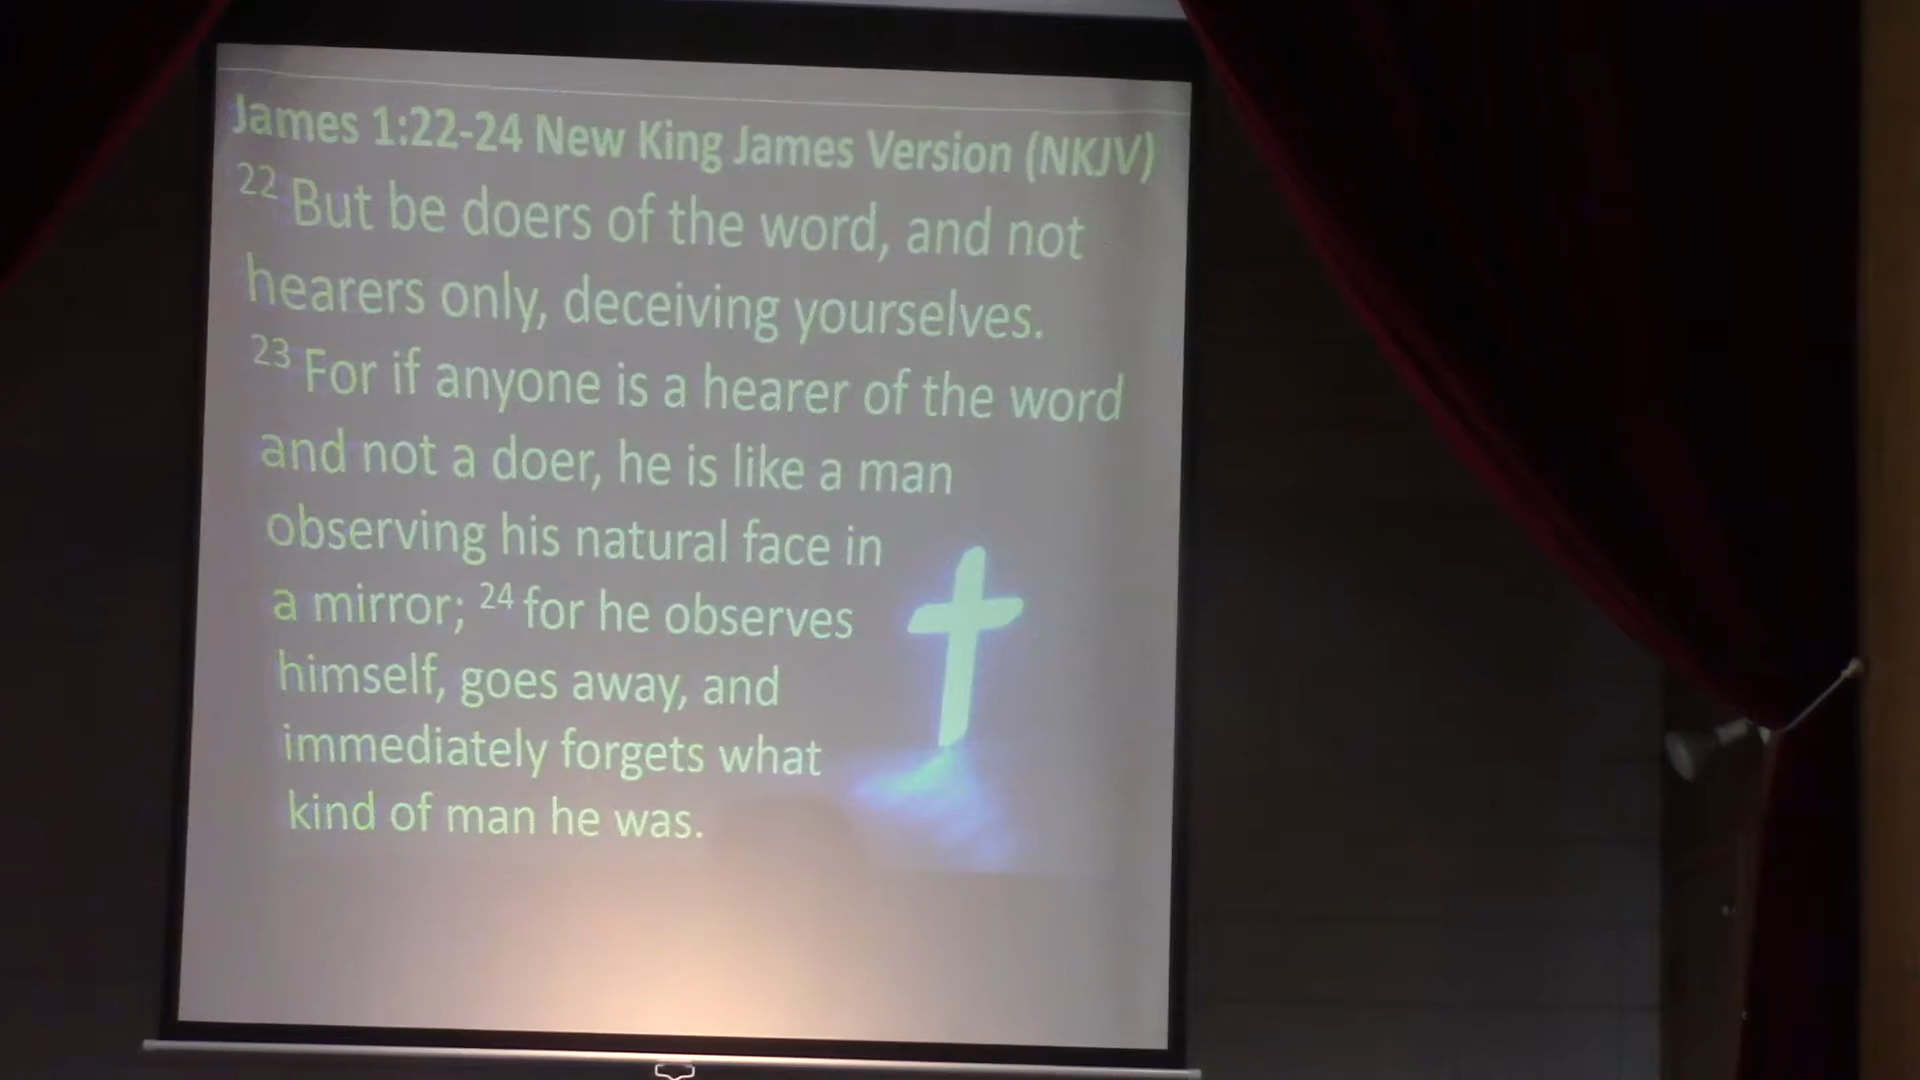 James 1:22-24 New King James Version (NKJV)
22 But be doers of the word, and not
hearers only, deceiving yourselves.
23 For if anyone is a hearer of the word
and not a doer, he is like a man
observing his natural face in
a mirror; 24 for he observes
himself, goes away, and
immediately forgets what
kind of man he was.